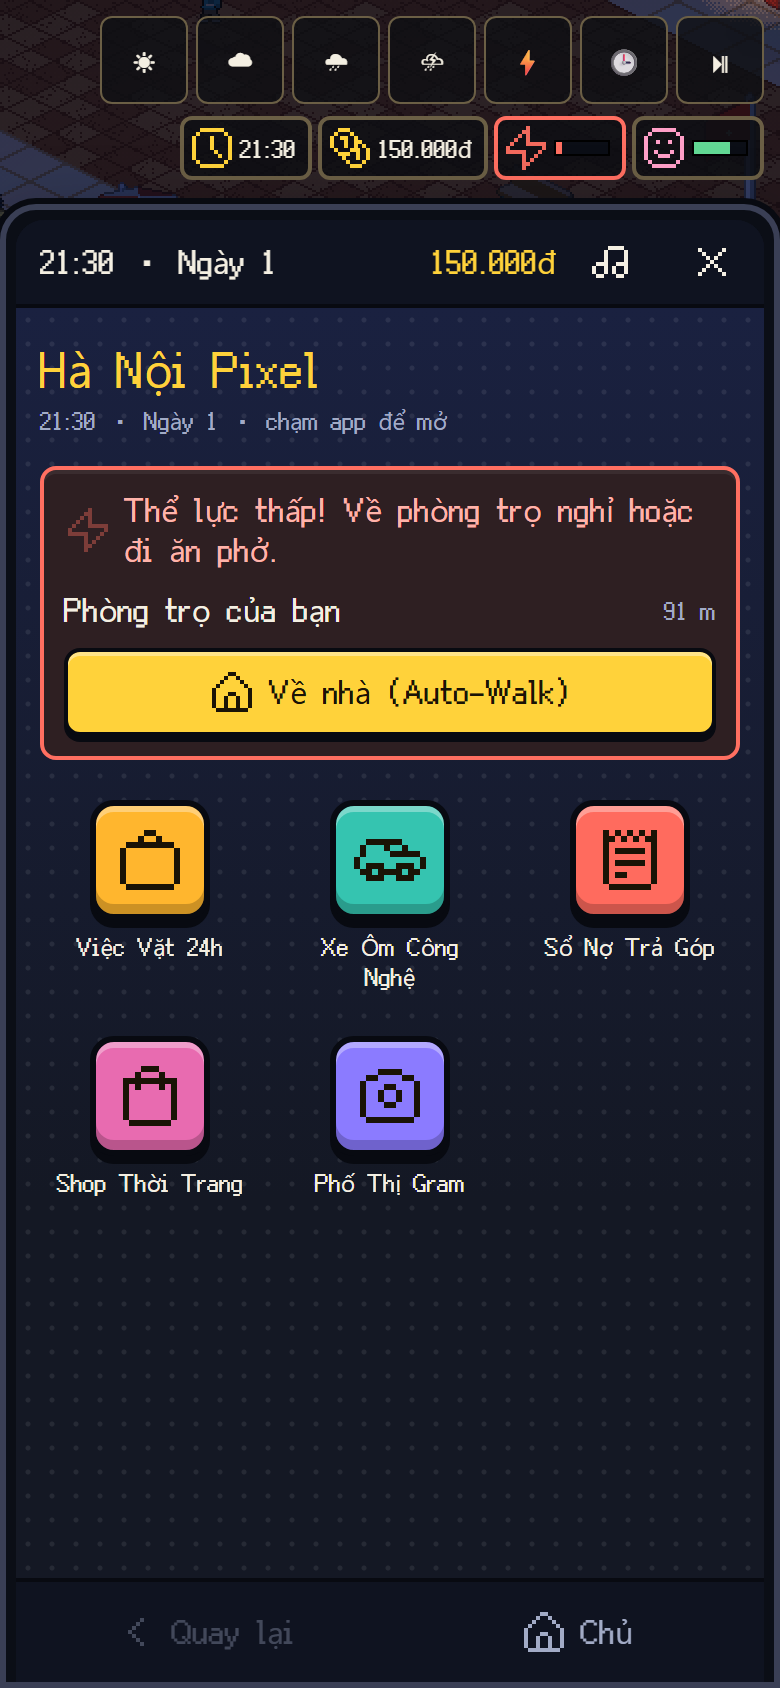 21:30
150.000đ
21:30 · Ngày 1
150.000đ
Hà Nội Pixel
21:30 · Ngày 1 · chạm app để mở
Thể lực thấp! Về phòng trọ nghỉ hoặc
đi ăn phở.
Phòng trọ của bạn
91 m
Về nhà (Auto-Walk)
Việc Vặt 24h
Xe Ôm Công
Nghệ
Sổ Nợ Trả Góp
Shop Thời Trang
Phố Thị Gram
Quay lại
Chủ